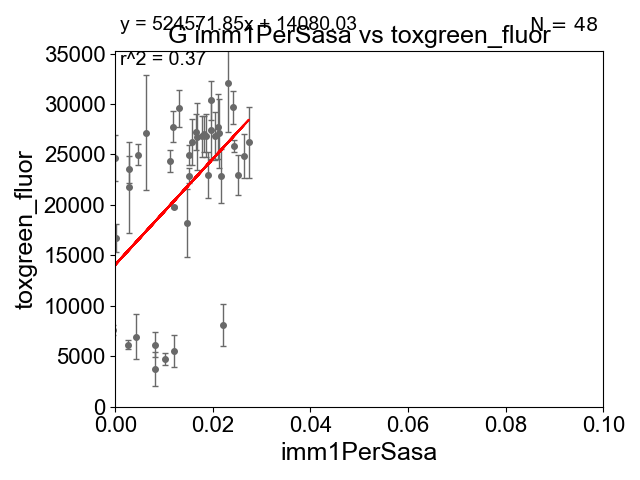 y = 524571.85x + 14080.03
N = 48
G imm1PerSasa vs toxgreen_fluor
r^2 = 0.37
35000
30000
25000
20000
15000
10000
5000
0
toxgreen_fluor
0.00 0.02 0.04 0.06 0.08 0.10
imm1PerSasa